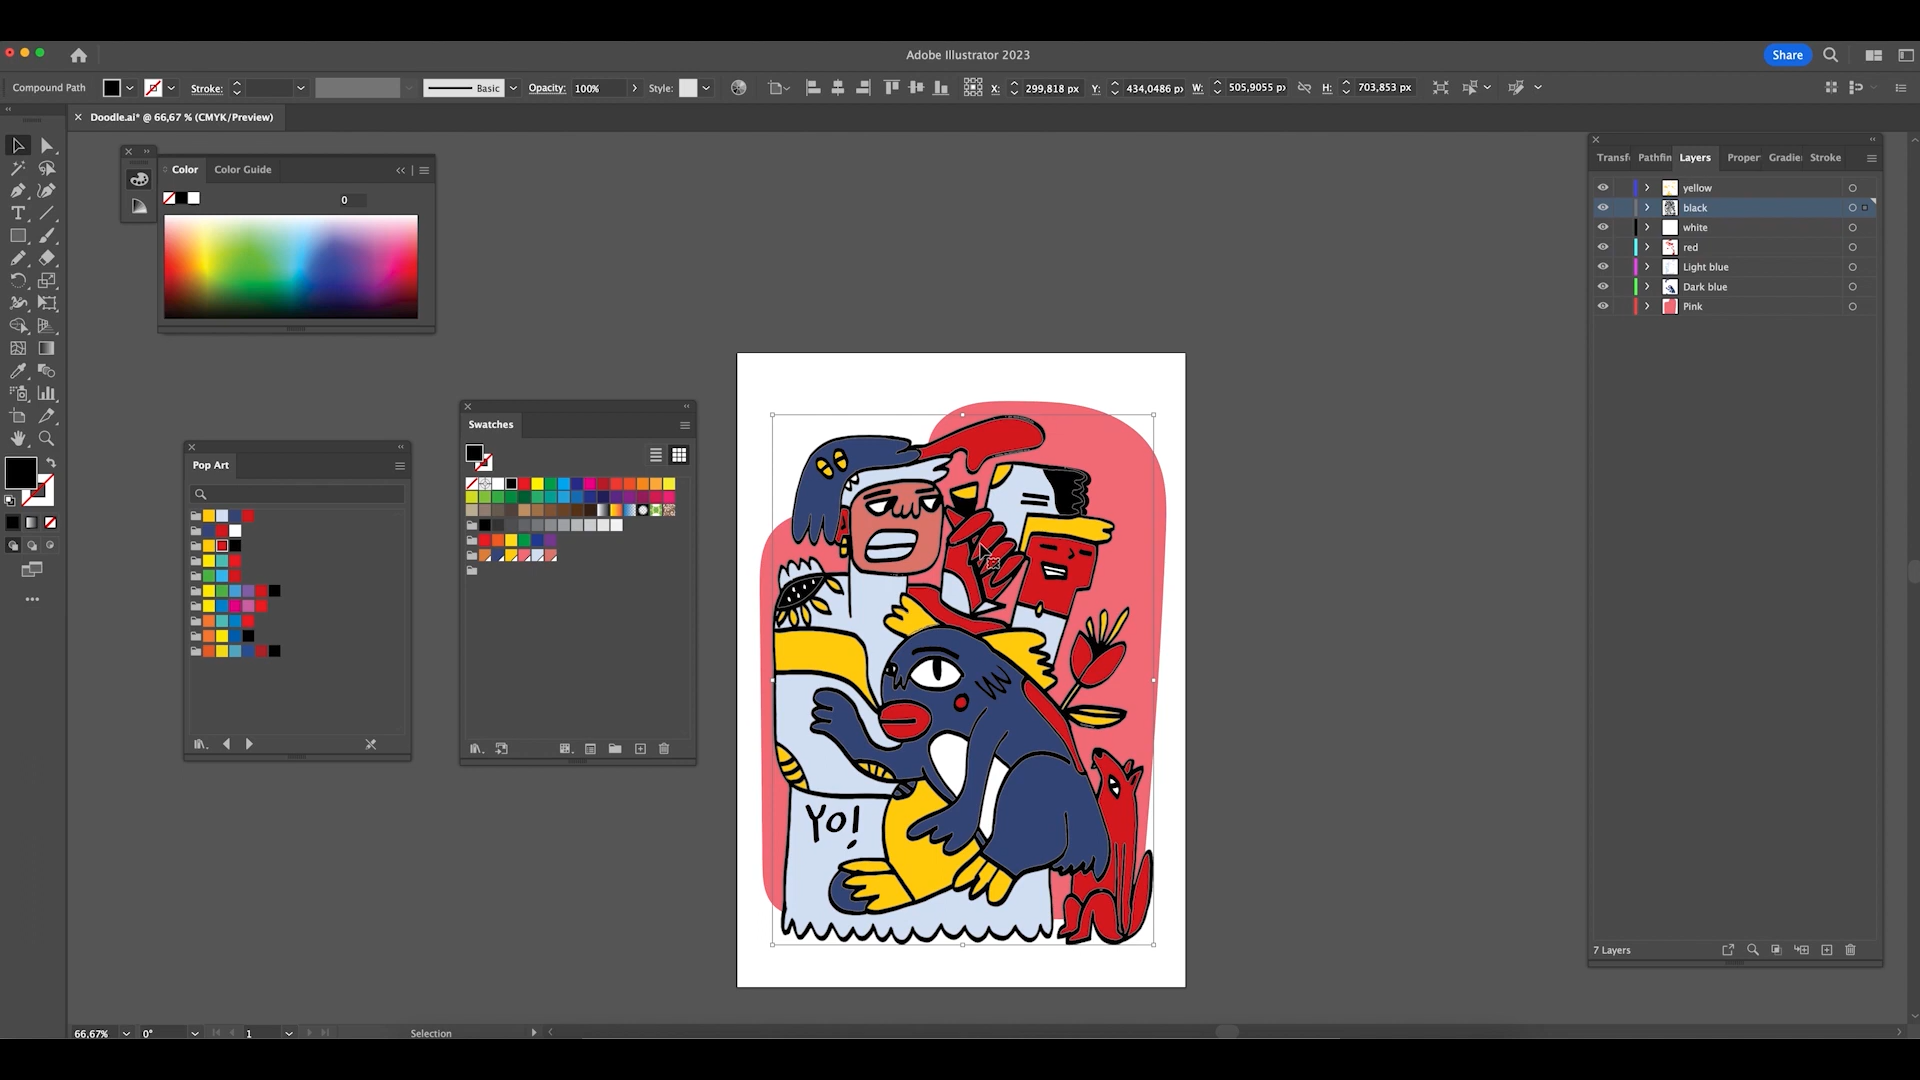 Adobe Illustrator 2023
Share
Compound Path
Stroke:
Basic
Opacity:
100%
Style:
X:
299,818 px
Y:
434,0486 px
W:
505,9055 px
H:
703,853 px
Doodle.ai* @ 66,67 % (CMYK/Preview)
Color
Color Guide
0
Transf
Pathfin
Layers
Proper
Gradie
Stroke
yellow
black
white
red
Light blue
Dark blue
Pink
Swatches
Pop Art
Yo!
7 Layers
66.67%
0°
1
Selection